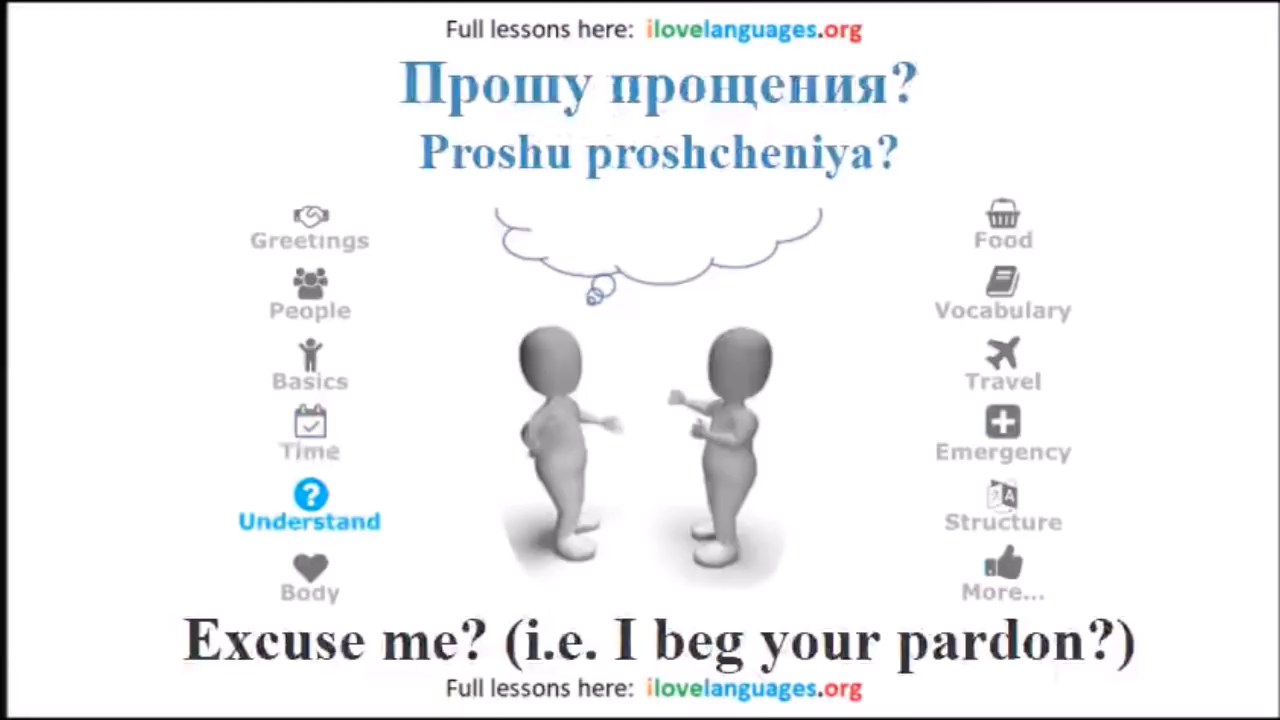 Full lessons here: ilovelanguages.org
Прошу прощения?
Proshu proshcheniya?
Greetings
People
Basics
Time
Understand
Body
Food
Vocabulary
Travel
Emergency
Structure
More...
Excuse me? (i.e. I beg your pardon?)
Full lessons here: ilovelanguages.org